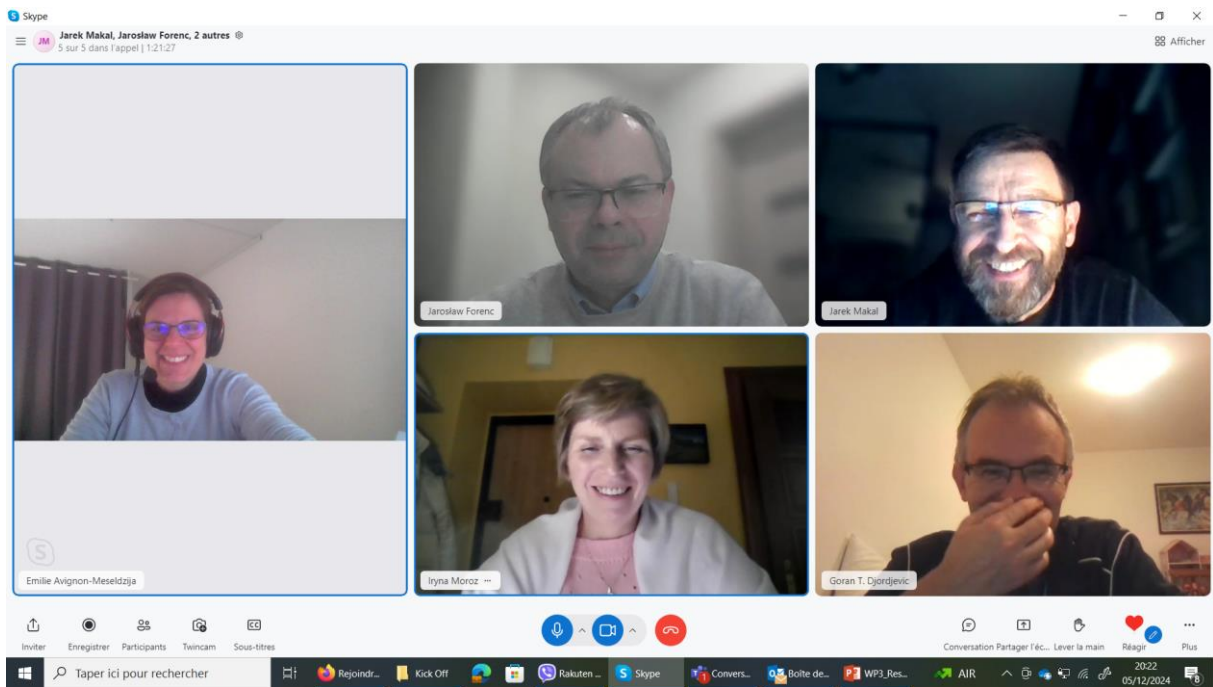 Skype
JM
Jarek Makal, Jarosław Forenc, 2 autres
5 sur 5 dans l'appel | 1:21:27
Afficher
Jarosław Forenc
Jarek Makal
Emilie Avignon-Meseldzija
Iryna Moroz
Goran T. Djordjevic
Inviter
Enregistrer
Participants
Twincam
CC
Sous-titres
Conversation
Partager l'éc...
Lever la main
Réagir
Plus
Taper ici pour rechercher
Rejoindr...
Kick Off
Rakuten ...
Skype
Convers...
Boîte de...
WP3_Res...
AIR
20:22
05/12/2024
8